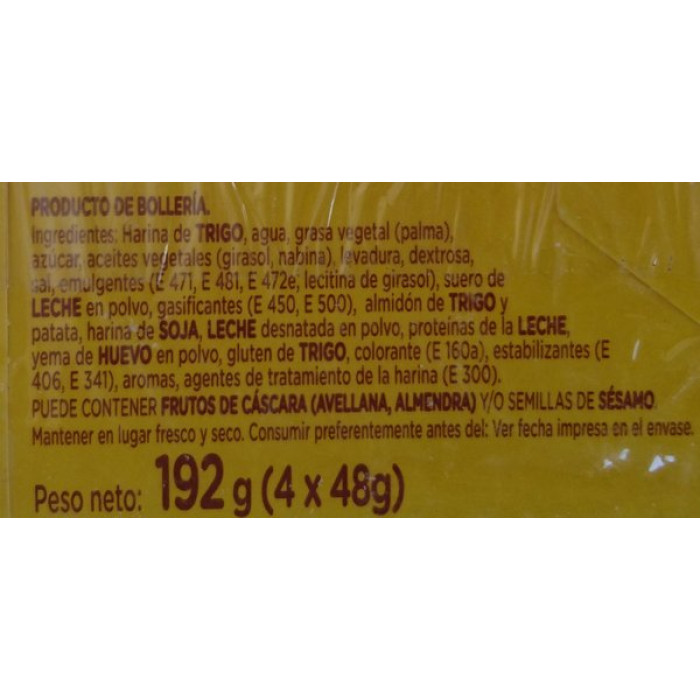 PRODUCTO DE BOLLERÍA.
Ingredientes: Harina de TRIGO, agua, grasa vegetal (palma),
azúcar, aceites vegetales (girasol, nabina), levadura, dextrosa,
sal, emulgentes (E 471, E 481, E 472e, lecitina de girasol), suero de
LECHE en polvo, gasificantes (E 450, E 500), almidón de TRIGO y
patata, harina de SOJA, LECHE desnatada en polvo, proteínas de la LECHE,
yema de HUEVO en polvo, gluten de TRIGO, colorante (E 160a), estabilizantes (E
406, E 341), aromas, agentes de tratamiento de la harina (E 300).
PUEDE CONTENER FRUTOS DE CÁSCARA (AVELLANA, ALMENDRA) Y/O SEMILLAS DE SÉSAMO.
Mantener en lugar fresco y seco. Consumir preferentemente antes del: Ver fecha impresa en el envase.
Peso neto: 192 g (4 x 48g)